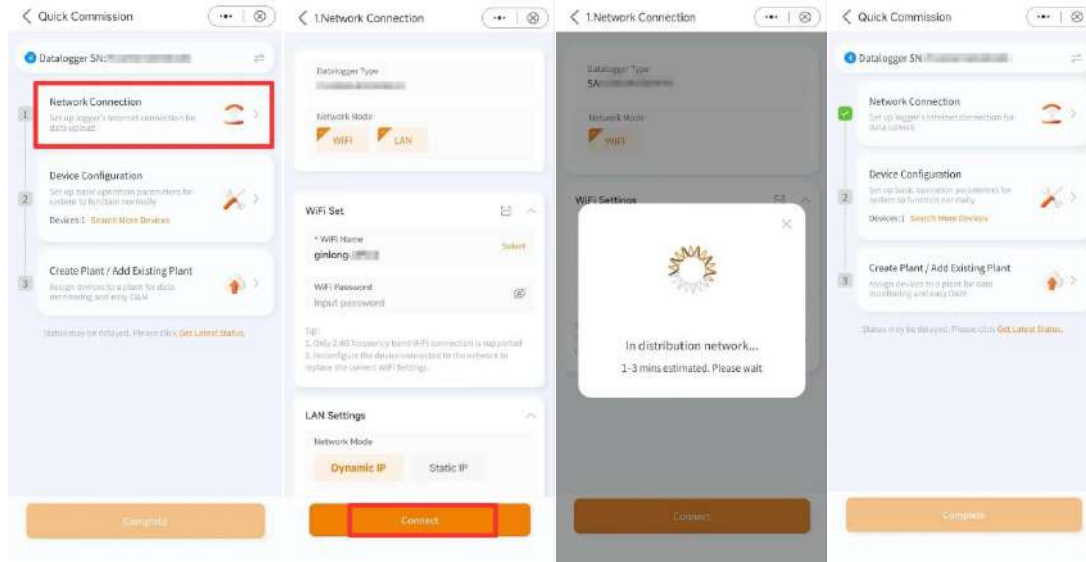 Quick Commission
Datalogger SN:
1
Network Connection
Set up logger's internet connection for
data upload
2
Device Configuration
Set up basic operation parameters for
system to function normally
Devices:1 Search More Devices
3
Create Plant / Add Existing Plant
Assign devices to a plant for data
monitoring and easy O&M
Status may be delayed. Please click Get Latest Status.
Complete
1.Network Connection
Datalogger Type
Network Mode
WiFi
LAN
WiFi Set
* WiFi Name
ginlong
Select
WiFi Password
Input password
Tip:
1. Only 2.4G frequency band WiFi connection is supported
2. Reconfigure the device connected to the network to
replace the current WiFi Settings.
LAN Settings
Network Mode
Dynamic IP
Static IP
Connect
1.Network Connection
Datalogger Type
SA
Network Mode
WiFi
WiFi Settings
In distribution network...
1-3 mins estimated. Please wait
Connect
Quick Commission
Datalogger SN
Network Connection
Set up logger's internet connection for
data upload
2
Device Configuration
Set up basic operation parameters for
system to function normally
Devices:1 Search More Devices
3
Create Plant / Add Existing Plant
Assign devices to a plant for data
monitoring and easy O&M
Status may be delayed. Please click Get Latest Status.
Complete